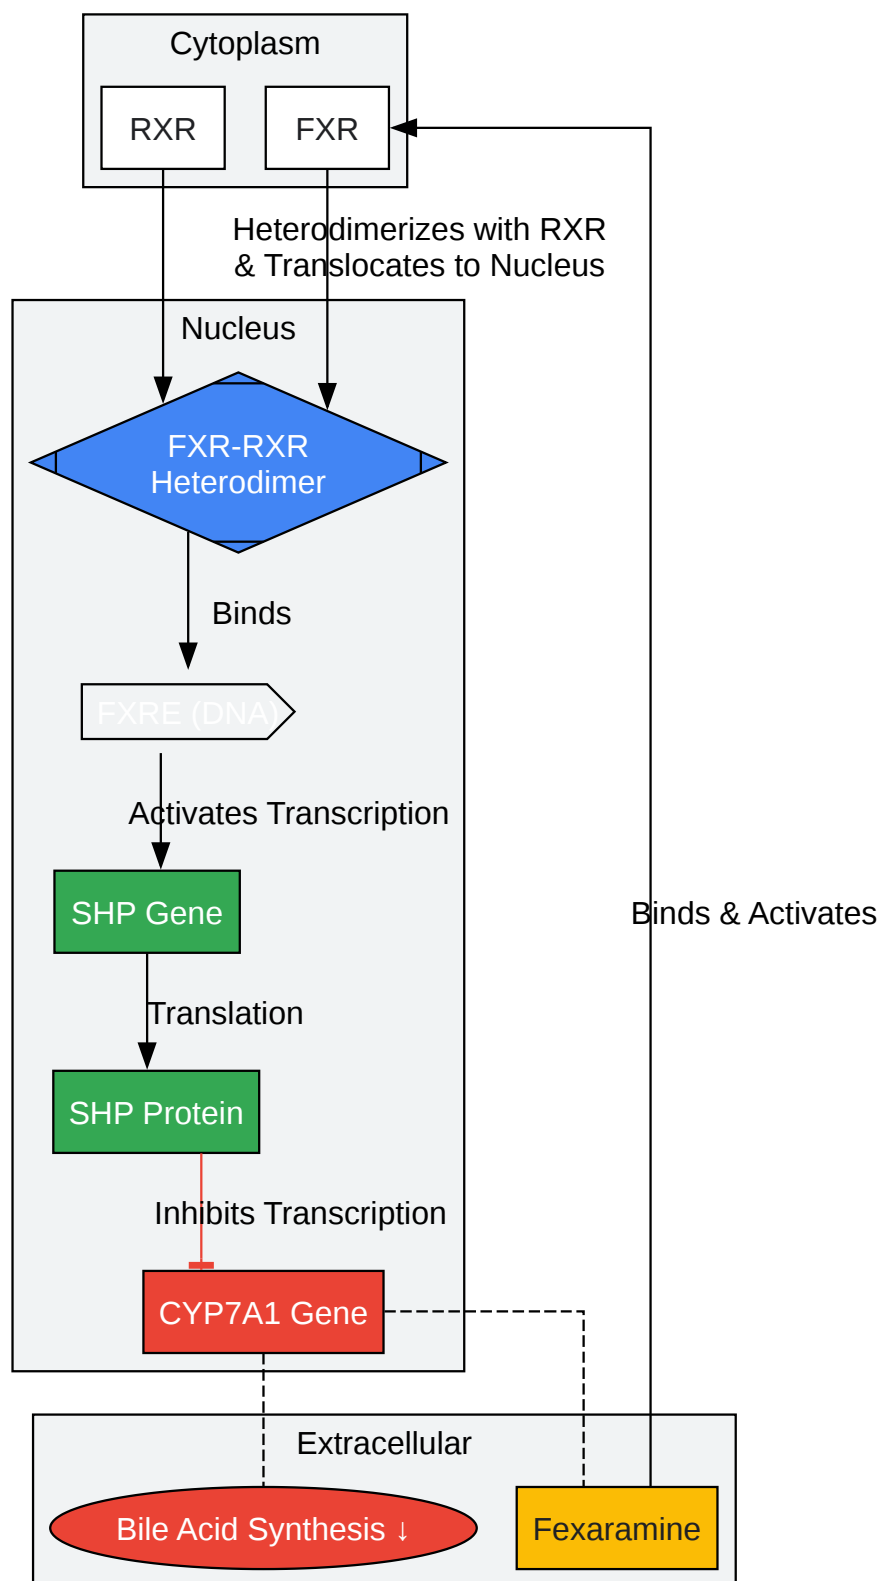 Cytoplasm
RXR
FXR
Heterodimerizes with RXR
& Translocates to Nucleus
Nucleus
FXR-RXR
Heterodimer
Binds
FXRE (DNA)
Activates Transcription
SHP Gene
Binds & Activates
Translation
SHP Protein
Inhibits Transcription
CYP7A1 Gene
Extracellular
Bile Acid Synthesis ↓
Fexaramine